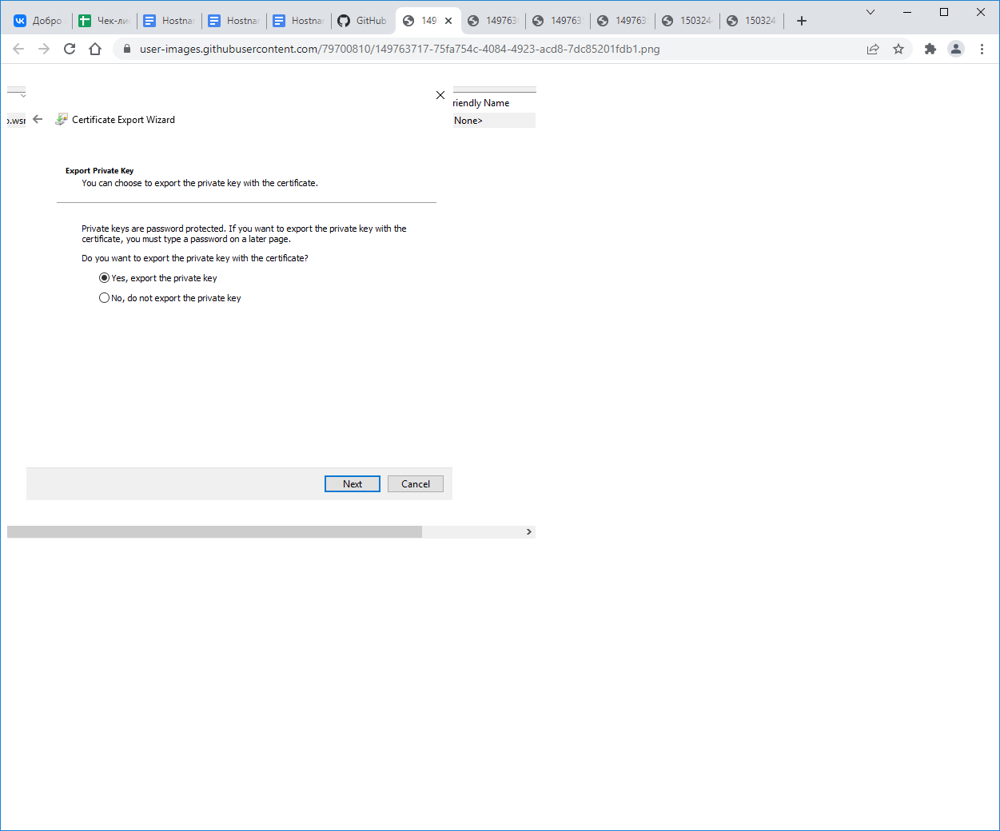 Добро
Чек-ли
Hostna
Hostna
Hostna
GitHub
149
149763
149763
149763
150324
150324
user-images.githubusercontent.com/79700810/149763717-75fa754c-4084-4923-acd8-7dc85201fdb1.png
riendly Name
o.wsr
Certificate Export Wizard
None>
Export Private Key
You can choose to export the private key with the certificate.
Private keys are password protected. If you want to export the private key with the
certificate, you must type a password on a later page.
Do you want to export the private key with the certificate?
Yes, export the private key
No, do not export the private key
Next
Cancel